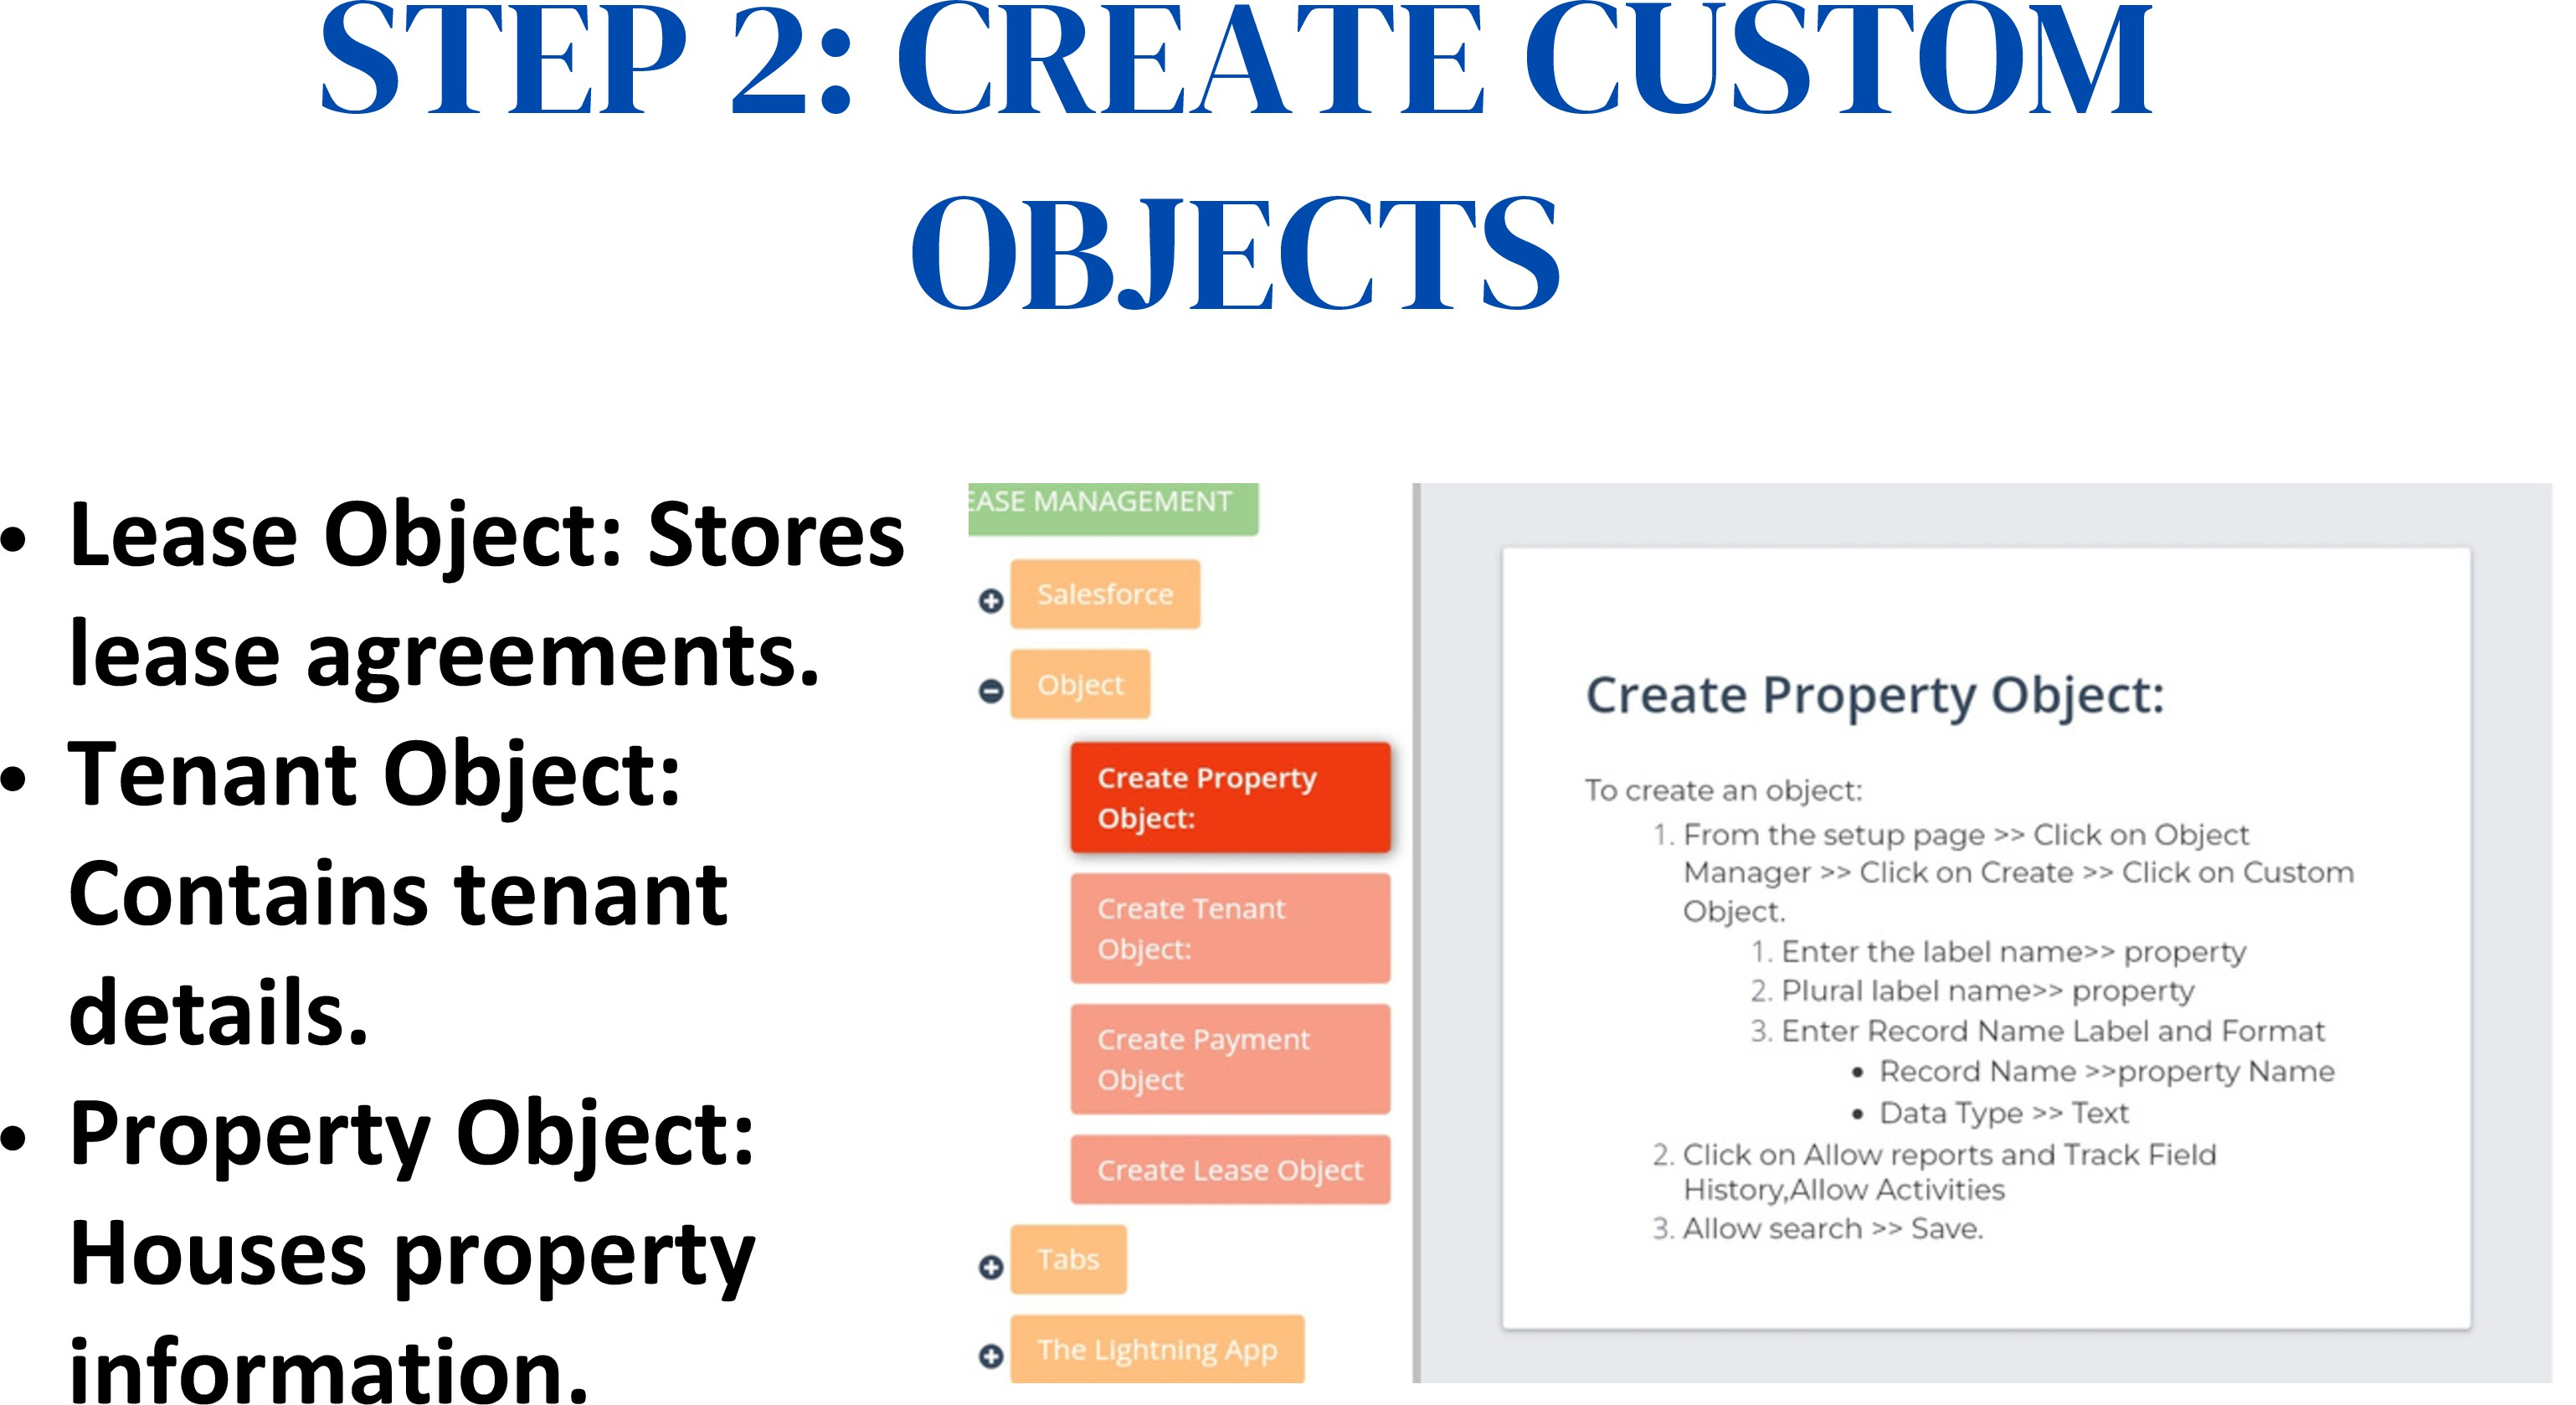 STEP 2: CREATE CUSTOM
OBJECTS
• Lease Object: Stores
lease agreements.
• Tenant Object:
Contains tenant
details.
• Property Object:
Houses property
information.
EASE MANAGEMENT
Salesforce
Object
Create Property
Object:
Create Tenant
Object:
Create Payment
Object
Create Lease Object
Tabs
The Lightning App
Create Property Object:
To create an object:
1. From the setup page >> Click on Object
Manager >> Click on Create >> Click on Custom
Object.
1. Enter the label name>> property
2. Plural label name>> property
3. Enter Record Name Label and Format
• Record Name >>property Name
• Data Type >> Text
2. Click on Allow reports and Track Field
History,Allow Activities
3. Allow search >> Save.